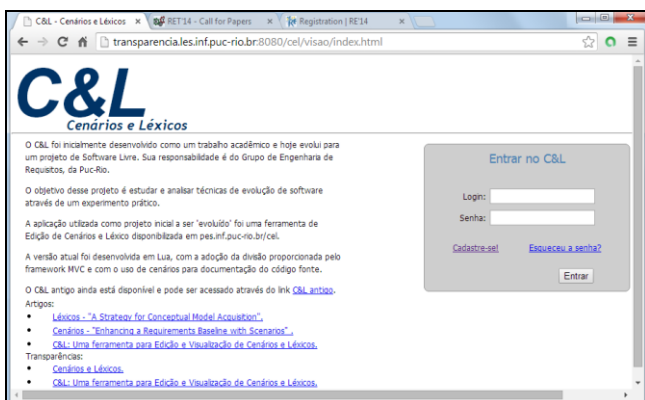 C&L - Cenários e Léxicos
RET'14 - Call for Papers
Registration | RE'14
transparencia.les.inf.puc-rio.br:8080/cel/visao/index.html
C&L
Cenários e Léxicos
O C&L foi inicialmente desenvolvido como um trabalho acadêmico e hoje evolui para
um projeto de Software Livre. Sua responsabilidade é do Grupo de Engenharia de
Requisitos, da Puc-Rio.
O objetivo desse projeto é estudar e analisar técnicas de evolução de software
através de um experimento prático.
A aplicação utilizada como projeto inicial a ser 'evoluído' foi uma ferramenta de
Edição de Cenários e Léxico disponibilizada em pes.inf.puc-rio.br/cel.
A versão atual foi desenvolvida em Lua, com a adoção da divisão proporcionada pelo
framework MVC e com o uso de cenários para documentação do código fonte.
O C&L antigo ainda está disponível e pode ser acessado através do link C&L antigo.
Artigos:
• Léxicos - "A Strategy for Conceptual Model Acquisition".
• Cenários - "Enhancing a Requirements Baseline with Scenarios" .
• C&L: Uma ferramenta para Edição e Visualização de Cenários e Léxicos.
Transparências:
• Cenários e Léxicos.
• C&L: Uma ferramenta para Edição e Visualização de Cenários e Léxicos.
Entrar no C&L
Login:
Senha:
Cadastre-se! Esqueceu a senha?
Entrar